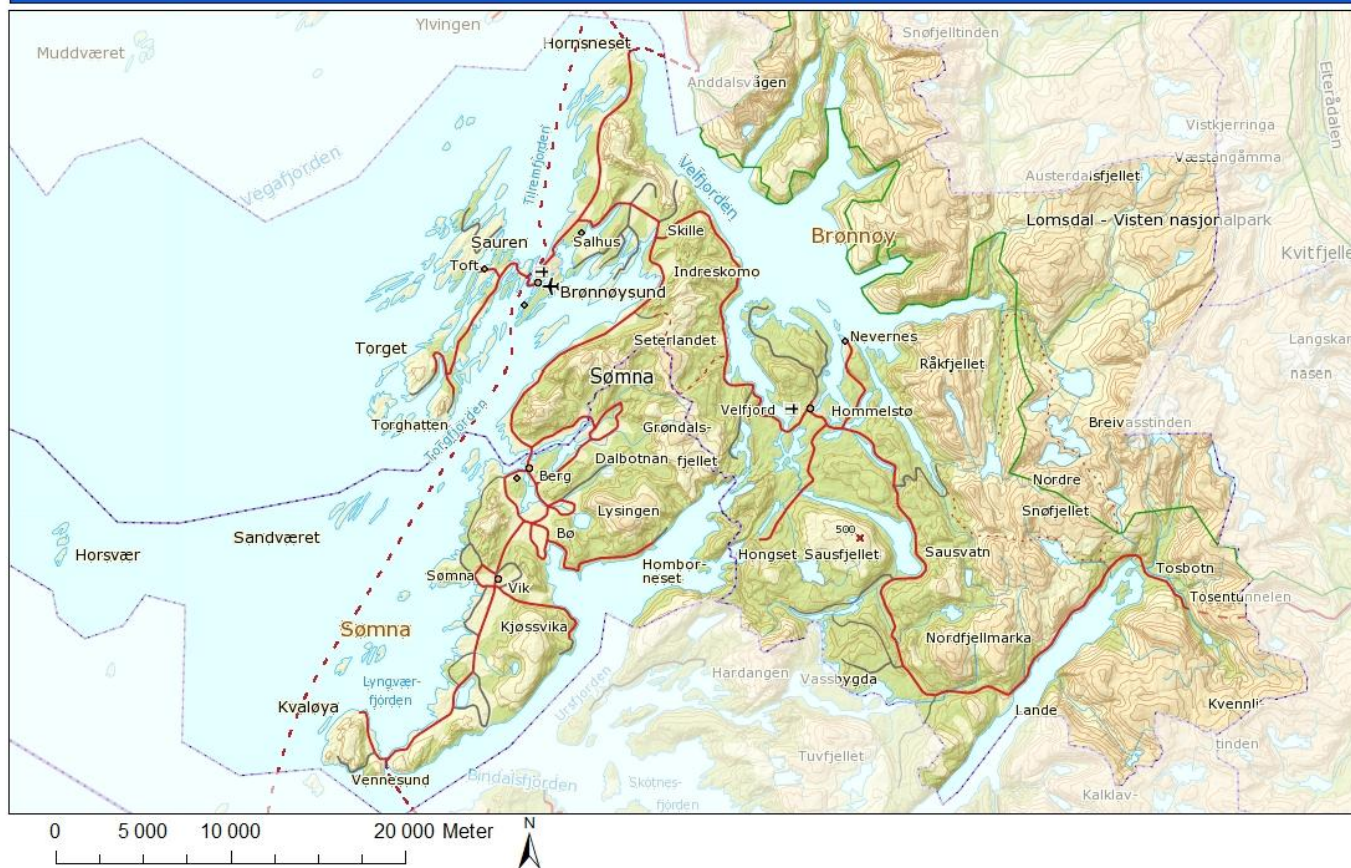 Ylvingen
Muddværet
Hornsneset
Snøfjelltinden
Anddalsvågen
Eiterådalen
Vistkjerringa
Tilremfjorden
Velfjorden
Vegafjorden
Væstangåmma
Austerdalsfjellet
Lomsdal - Visten nasjonalpark
Sauren
Salhus
Skille
Brønnøy
Kvitfjelle
Toft
Indreskomo
Brønnøysund
Torget
Seterlandet
Nevernes
Langskar
nasen
Sømna
Råkfjellet
Velfjord
Hommelstø
Torghatten
Torgfjorden
Grøndals-
fjellet
Breivasstinden
Dalbotnan
Berg
Nordre
Snøfjellet
Lysingen
Bø
500
Sandværet
Horsvær
Hongset
Sausfjellet
Sausvatn
Hombor-
neset
Tosbotn
Sømna
Vik
Tosentunnelen
Sømna
Kjøssvika
Nordfjellmarka
Hardangen
Vassbygda
Lyngvær-
fjorden
Ursfjorden
Kvaløya
Lande
Kvennli-
tinden
Tuvfjellet
Vennesund
Bindalsfjorden
Skotnes-
fjorden
Kalklav-
0 5 000 10 000 20 000 Meter
N